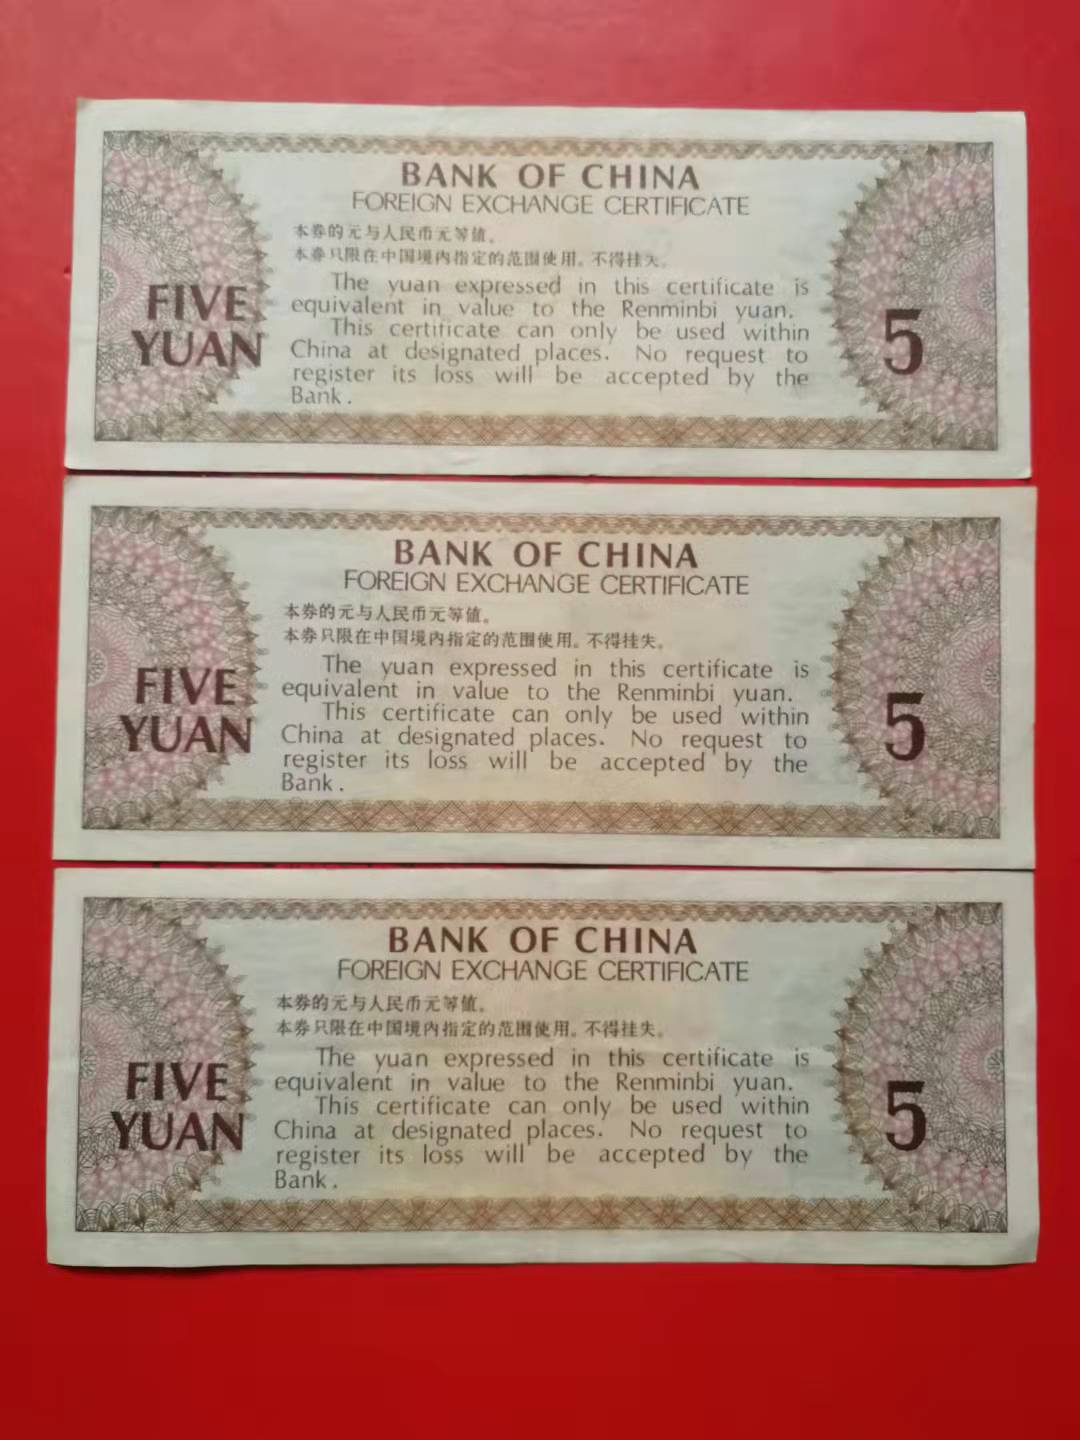 BANK OF CHINA
FOREIGN EXCHANGE CERTIFICATE
本券的元与人民币元等值。
本券只限在中国境内指定的范围使用。不得挂失。
The yuan expressed in this certificate is
equivalent in value to the Renminbi yuan.
This certificate can only be used within
China at designated places. No request to
register its loss will be accepted by the
Bank.
FIVE
YUAN
5
BANK OF CHINA
FOREIGN EXCHANGE CERTIFICATE
本券的元与人民币元等值。
本券只限在中国境内指定的范围使用。不得挂失。
The yuan expressed in this certificate is
equivalent in value to the Renminbi yuan.
This certificate can only be used within
China at designated places. No request to
register its loss will be accepted by the
Bank.
FIVE
YUAN
5
BANK OF CHINA
FOREIGN EXCHANGE CERTIFICATE
本券的元与人民币元等值。
本券只限在中国境内指定的范围使用。不得挂失。
The yuan expressed in this certificate is
equivalent in value to the Renminbi yuan.
This certificate can only be used within
China at designated places. No request to
register its loss will be accepted by the
Bank.
FIVE
YUAN
5